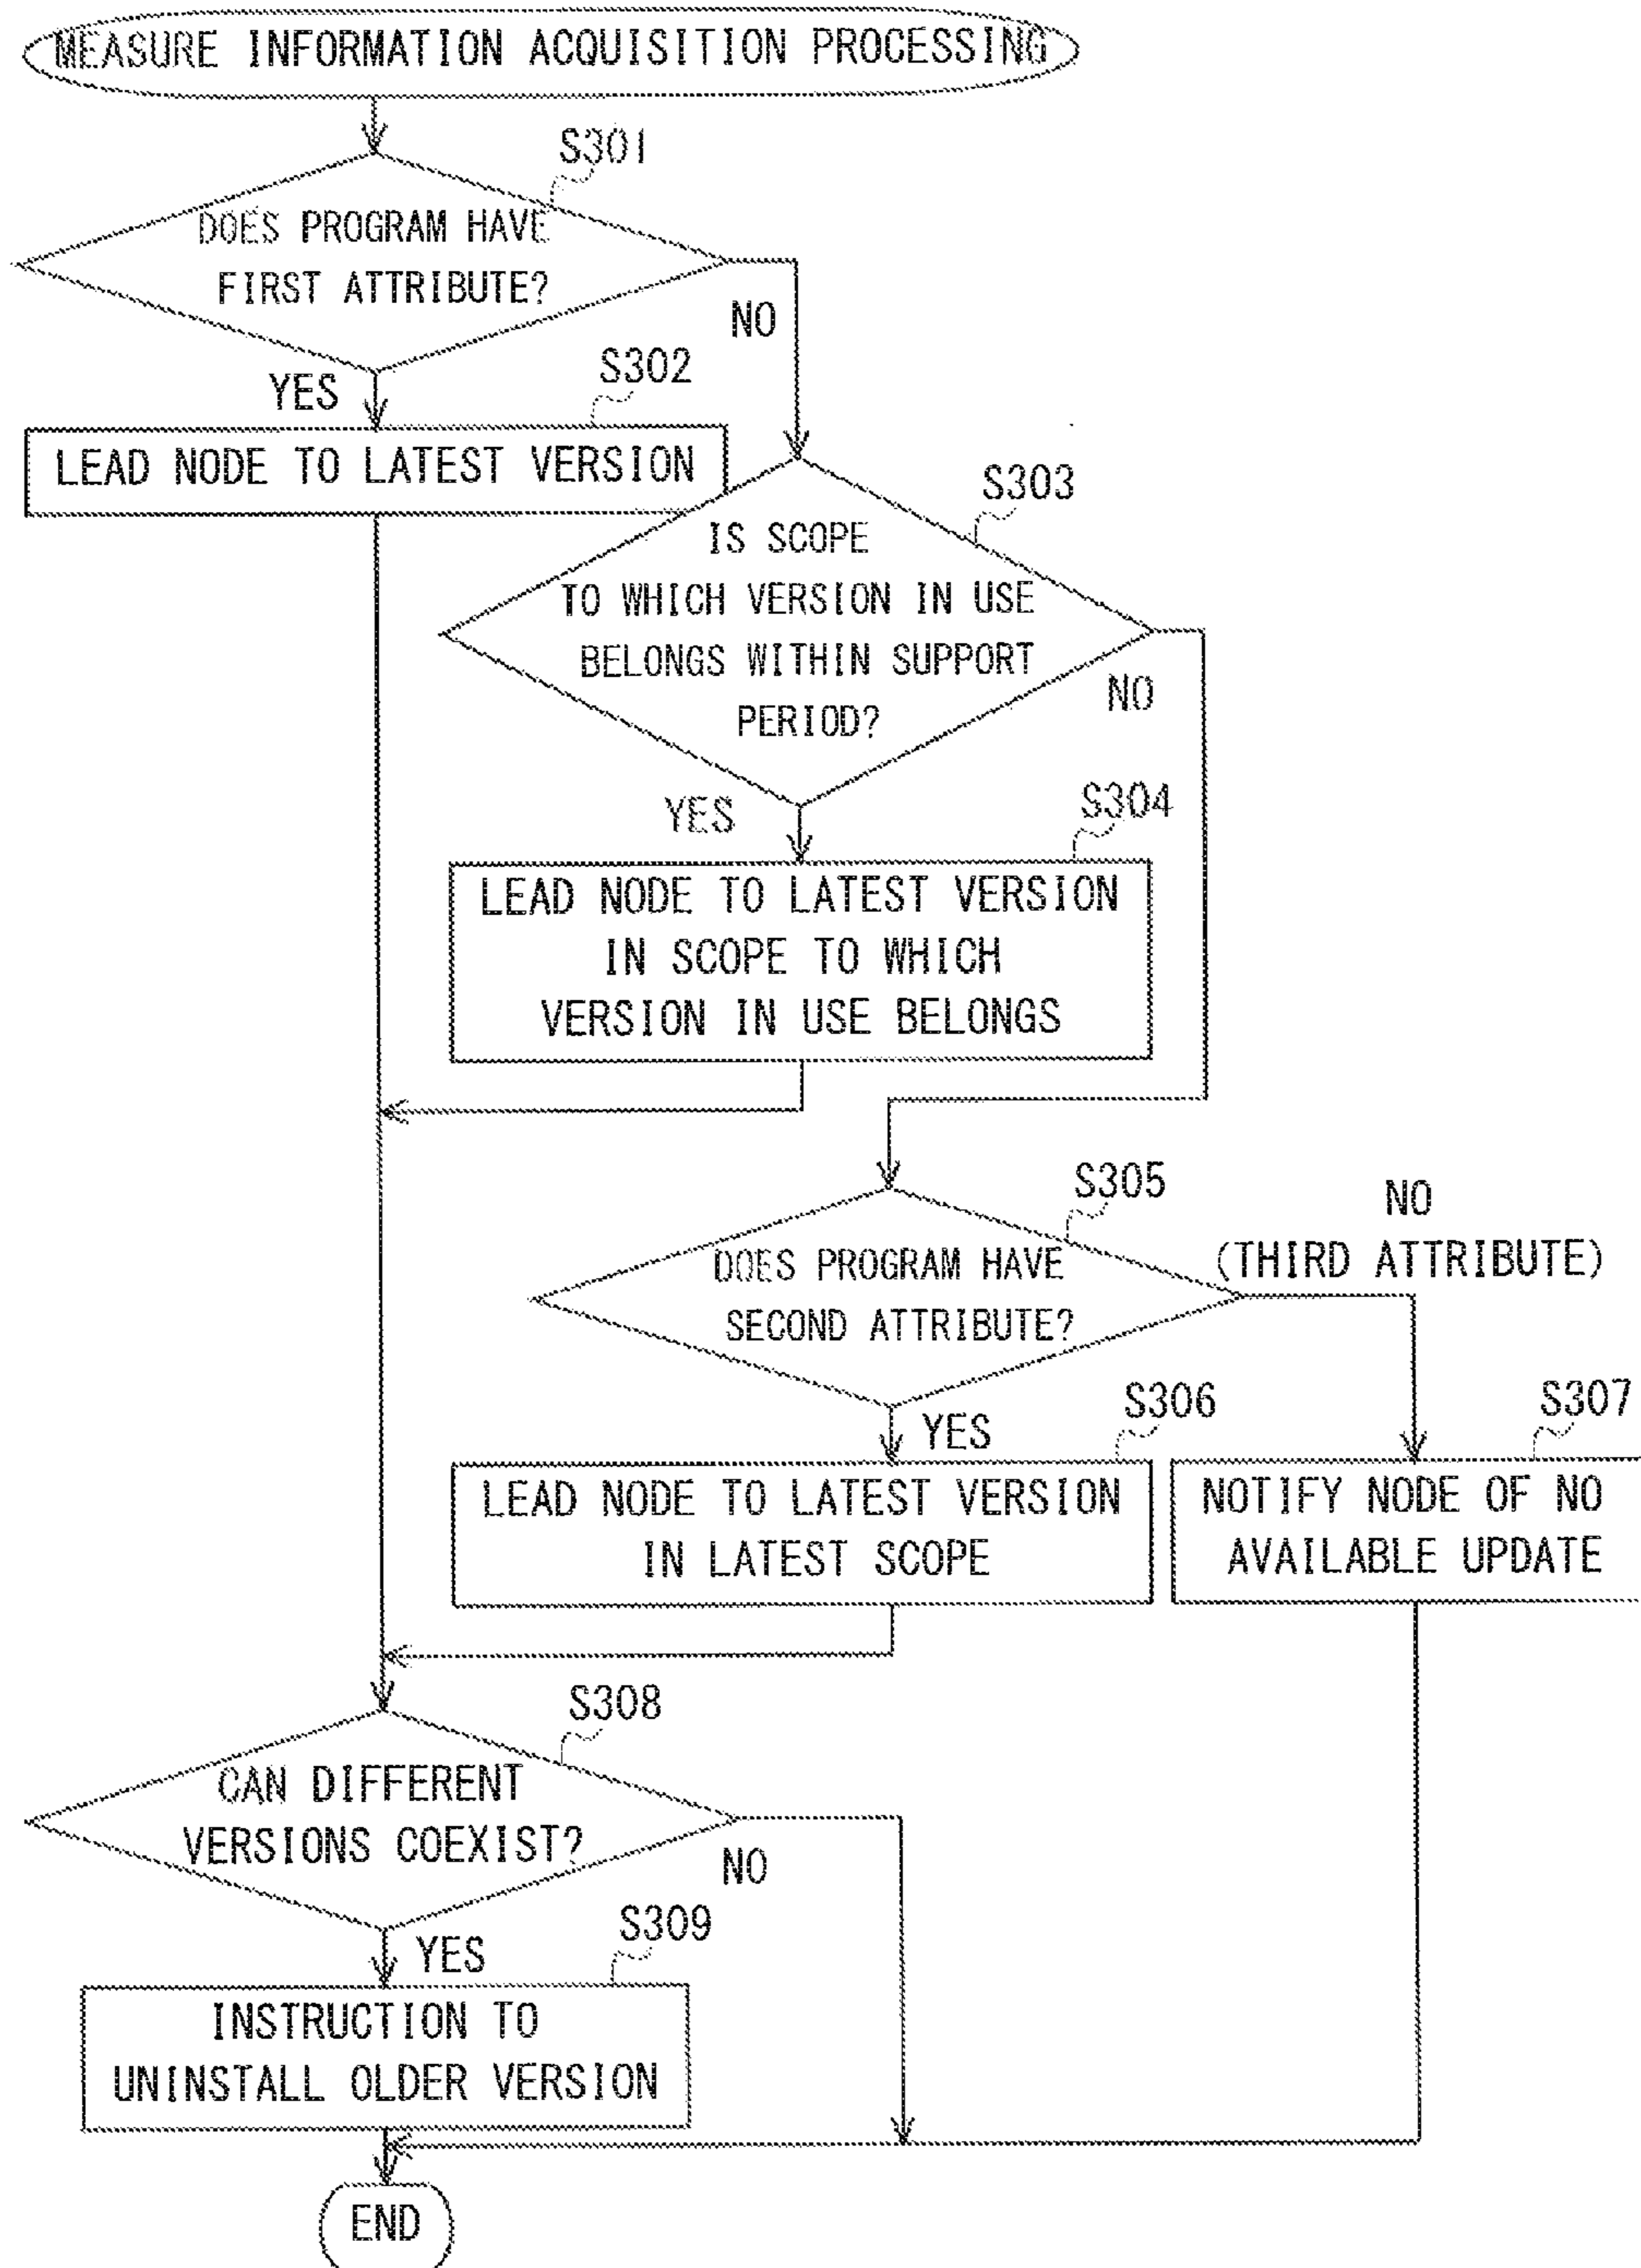 MEASURE INFORMATION ACQUISITION PROCESSING
S301
DOES PROGRAM HAVE
FIRST ATTRIBUTE?
NO
YES
S302
LEAD NODE TO LATEST VERSION
S303
IS SCOPE
TO WHICH VERSION IN USE
BELONGS WITHIN SUPPORT
PERIOD?
NO
YES
S304
LEAD NODE TO LATEST VERSION
IN SCOPE TO WHICH
VERSION IN USE BELONGS
S305
NO
(THIRD ATTRIBUTE)
DOES PROGRAM HAVE
SECOND ATTRIBUTE?
YES
S306
S307
LEAD NODE TO LATEST VERSION
IN LATEST SCOPE
NOTIFY NODE OF NO
AVAILABLE UPDATE
S308
CAN DIFFERENT
VERSIONS COEXIST?
NO
YES
S309
INSTRUCTION TO
UNINSTALL OLDER VERSION
END